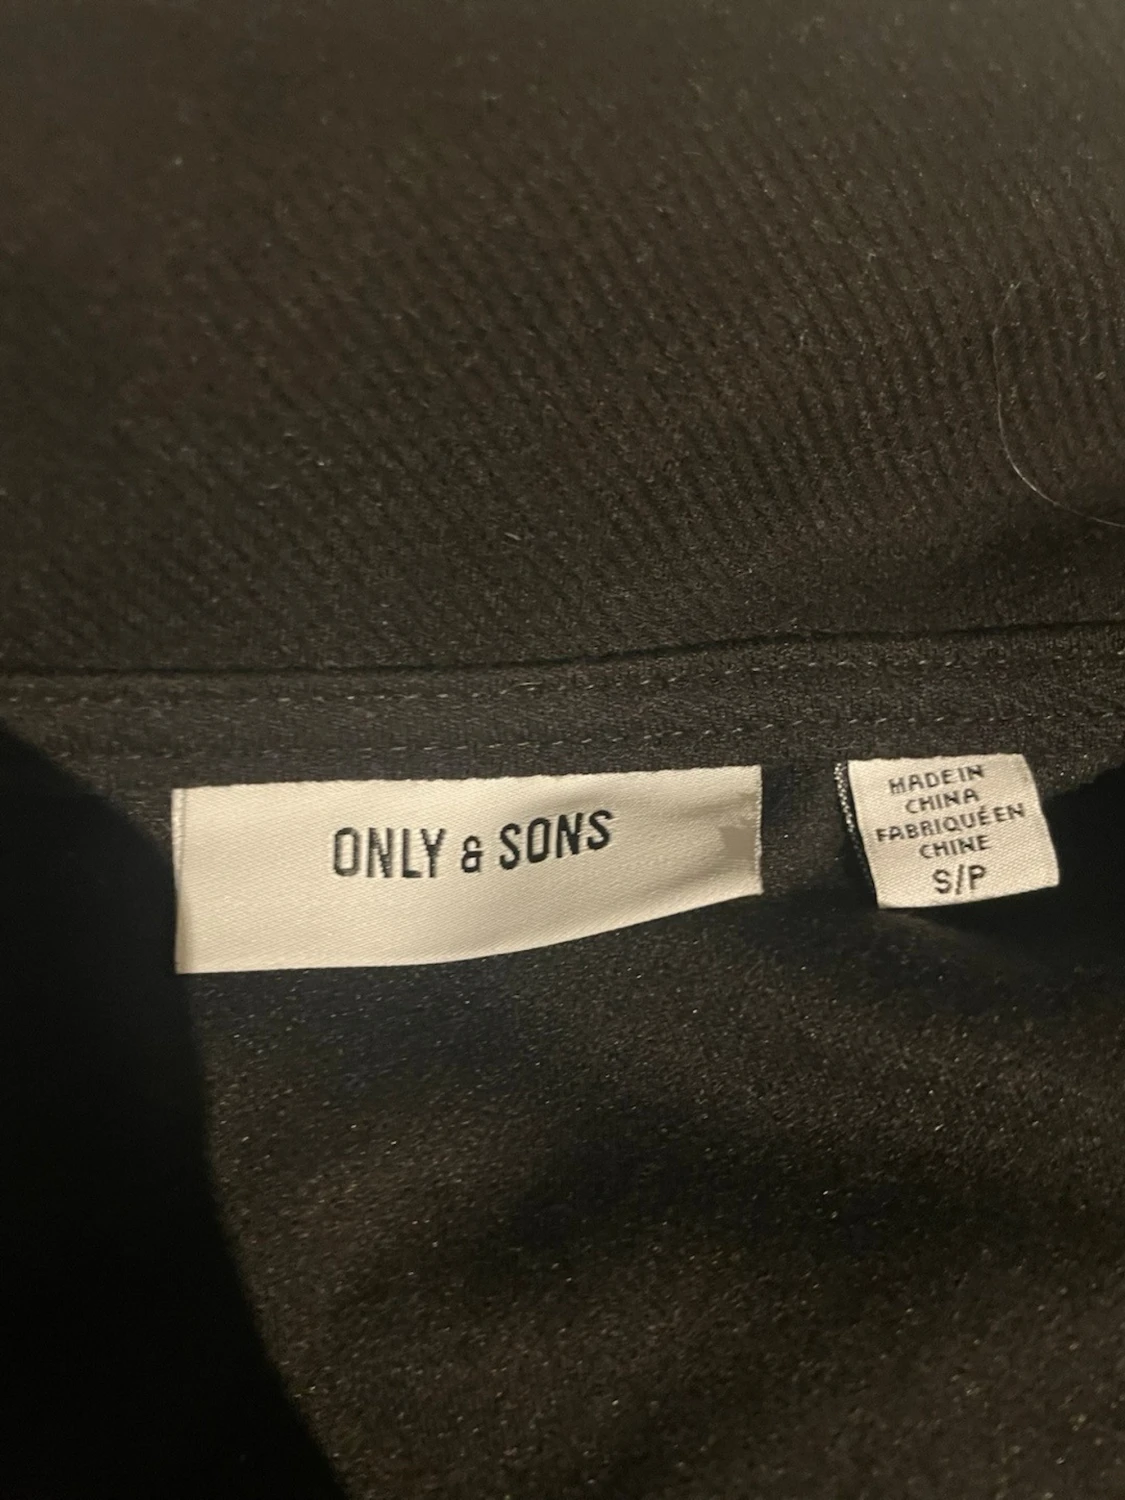 ONLY & SONS
MADE IN
CHINA
FABRIQUÉ EN
CHINE
S/P